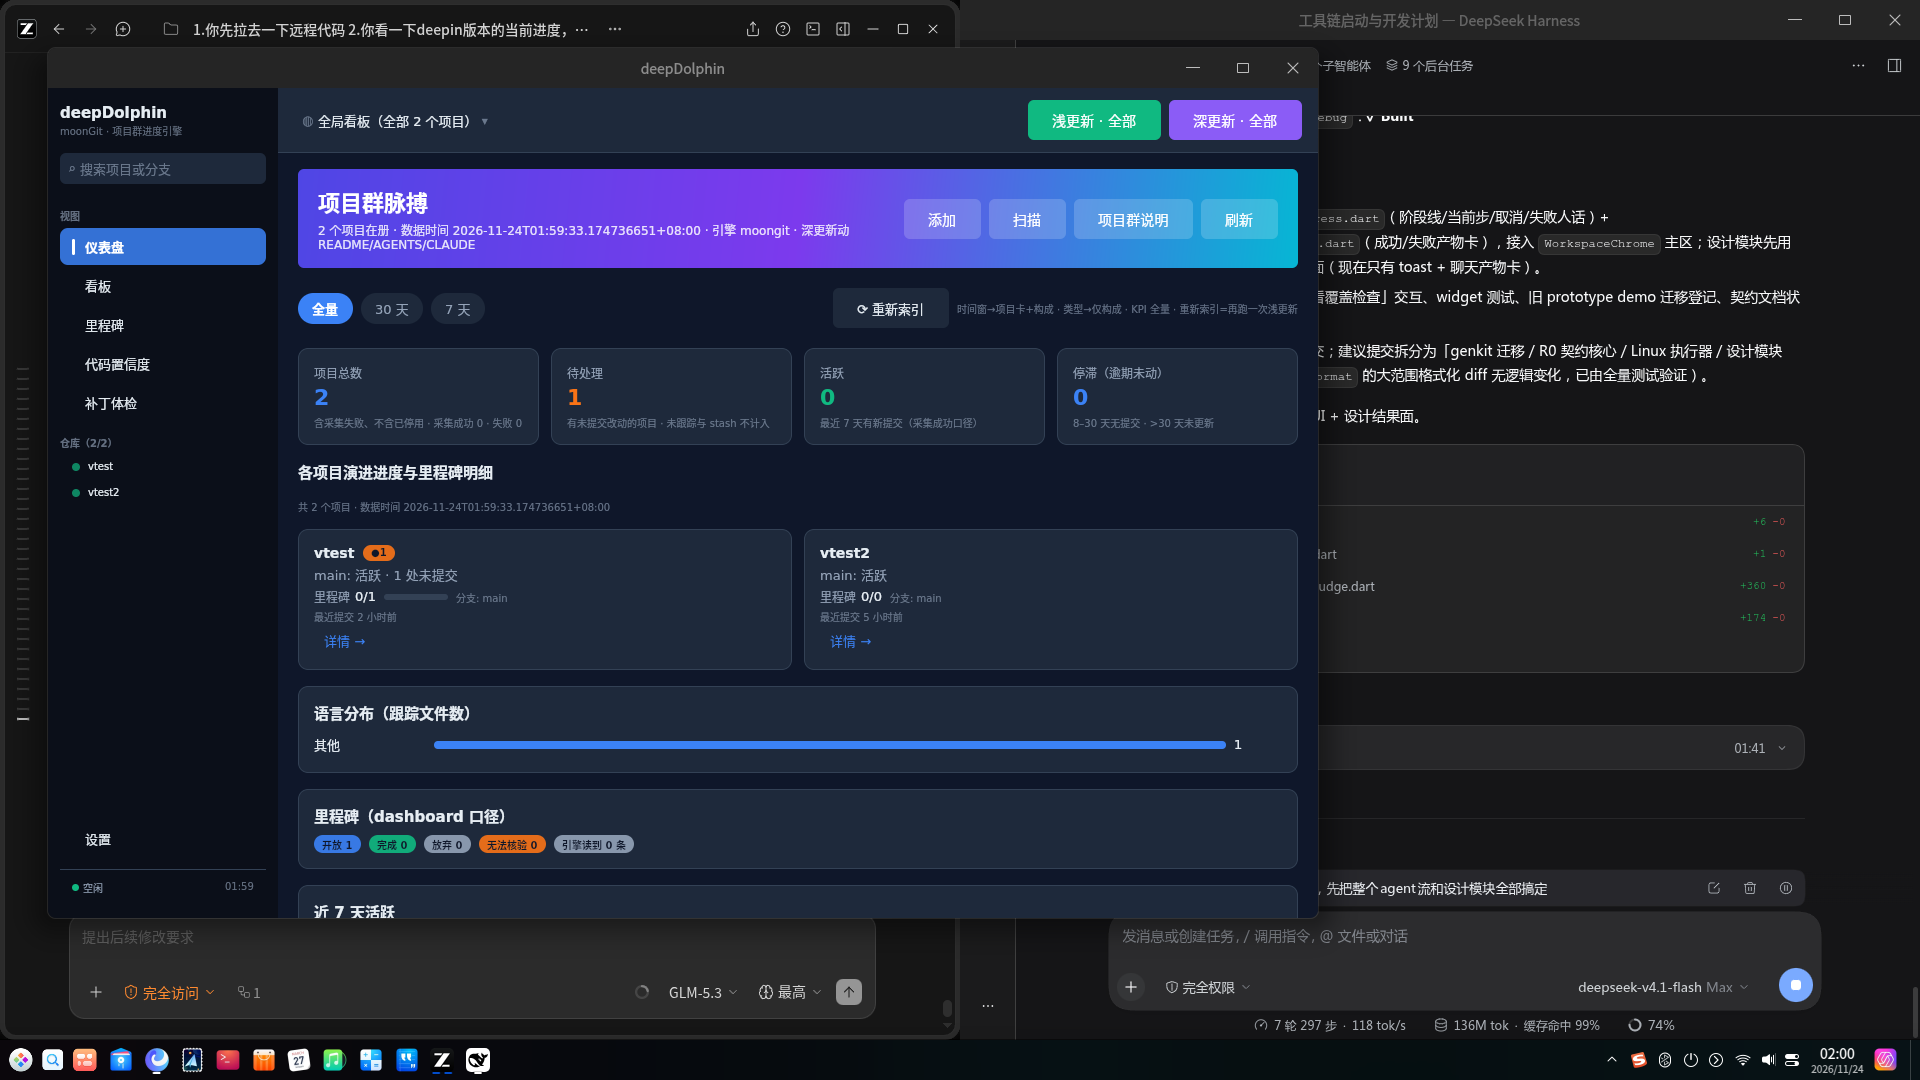 1.你先拉去一下远程代码 2.你看一下deepin版本的当前进度，···
工具链启动与开发计划 — DeepSeek Harness
deepDolphin
个子智能体
9 个后台任务
deepDolphin
moonGit · 项目群进度引擎
搜索项目或分支
视图
仪表盘
看板
里程碑
代码置信度
补丁体检
仓库（2/2）
vtest
vtest2
设置
空闲
01:59
全局看板（全部 2 个项目）
浅更新 · 全部
深更新 · 全部
项目群脉搏
2 个项目在册 · 数据时间 2026-11-24T01:59:33.174736651+08:00 · 引擎 moongit · 深更新动
README/AGENTS/CLAUDE
添加
扫描
项目群说明
刷新
全量
30 天
7 天
⟳ 重新索引
时间窗→项目卡+构成 · 类型→仅构成 · KPI 全量 · 重新索引=再跑一次浅更新
项目总数
2
含采集失败、不含已停用 · 采集成功 0 · 失败 0
待处理
1
有未提交改动的项目 · 未跟踪与 stash 不计入
活跃
0
最近 7 天有新提交（采集成功口径）
停滞（逾期未动）
0
8–30 天无提交 · >30 天未更新
各项目演进进度与里程碑明细
共 2 个项目 · 数据时间 2026-11-24T01:59:33.174736651+08:00
vtest ●1
main: 活跃 · 1 处未提交
里程碑 0/1 分支: main
最近提交 2 小时前
详情 →
vtest2
main: 活跃
里程碑 0/0 分支: main
最近提交 5 小时前
详情 →
语言分布（跟踪文件数）
其他 1
里程碑（dashboard 口径）
开放 1
完成 0
放弃 0
无法核验 0
引擎读到 0 条
近 7 天活跃
ebug . √ Built
ess.dart（阶段线/当前步/取消/失败人话）+
.dart（成功/失败产物卡），接入 WorkspaceChrome 主区；设计模块先用
面（现在只有 toast + 聊天产物卡）。
看覆盖检查」交互、widget 测试、旧 prototype demo 迁移登记、契约文档状
交；建议提交拆分为「genkit 迁移 / R0 契约核心 / Linux 执行器 / 设计模块
ormat 的大范围格式化 diff 无逻辑变化，已由全量测试验证）。
UI + 设计结果面。
+6 -0
dart +1 -0
udge.dart +360 -0
+174 -0
01:41
，先把整个agent流和设计模块全部搞定
提出后续修改要求
完全访问
1
GLM-5.3
最高
发消息或创建任务, / 调用指令, @ 文件或对话
完全权限
deepseek-v4.1-flash Max
7 轮 297 步 · 118 tok/s
136M tok · 缓存命中 99%
74%
27
02:00
2026/11/24